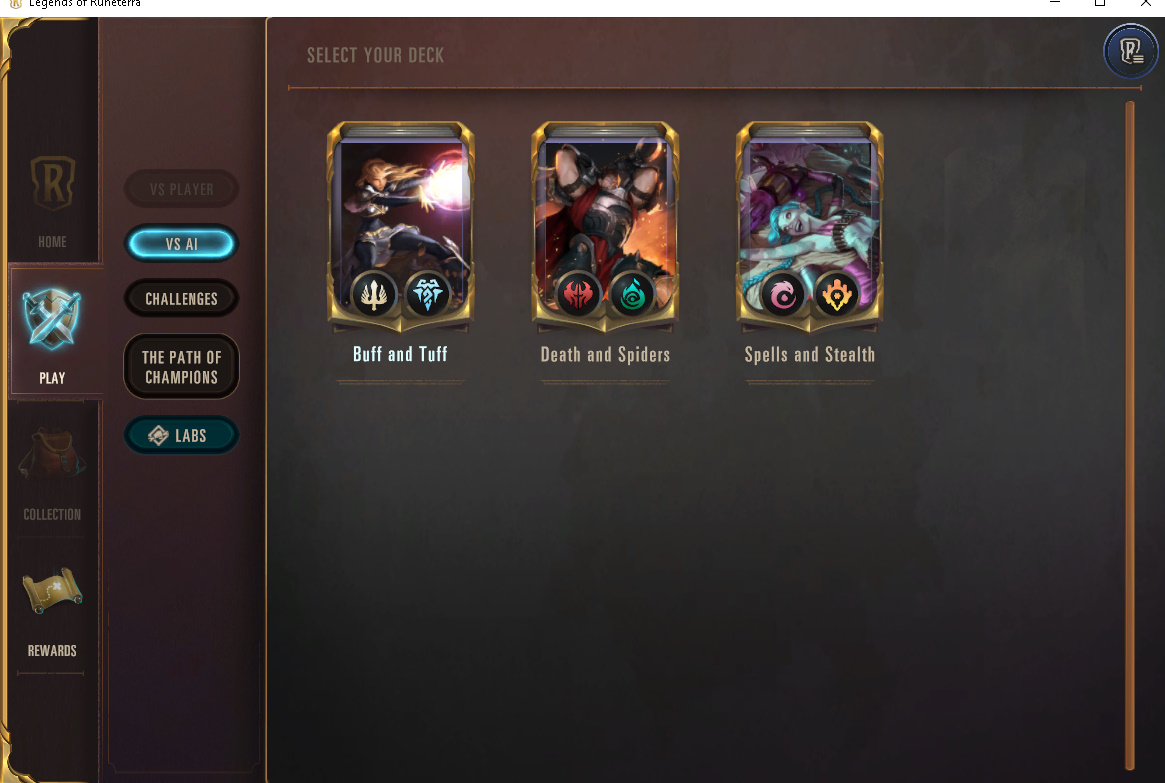 Legends of Runeterra
SELECT YOUR DECK
HOME
PLAY
COLLECTION
REWARDS
VS PLAYER
VS AI
CHALLENGES
THE PATH OF
CHAMPIONS
LABS
Buff and Tuff
Death and Spiders
Spells and Stealth